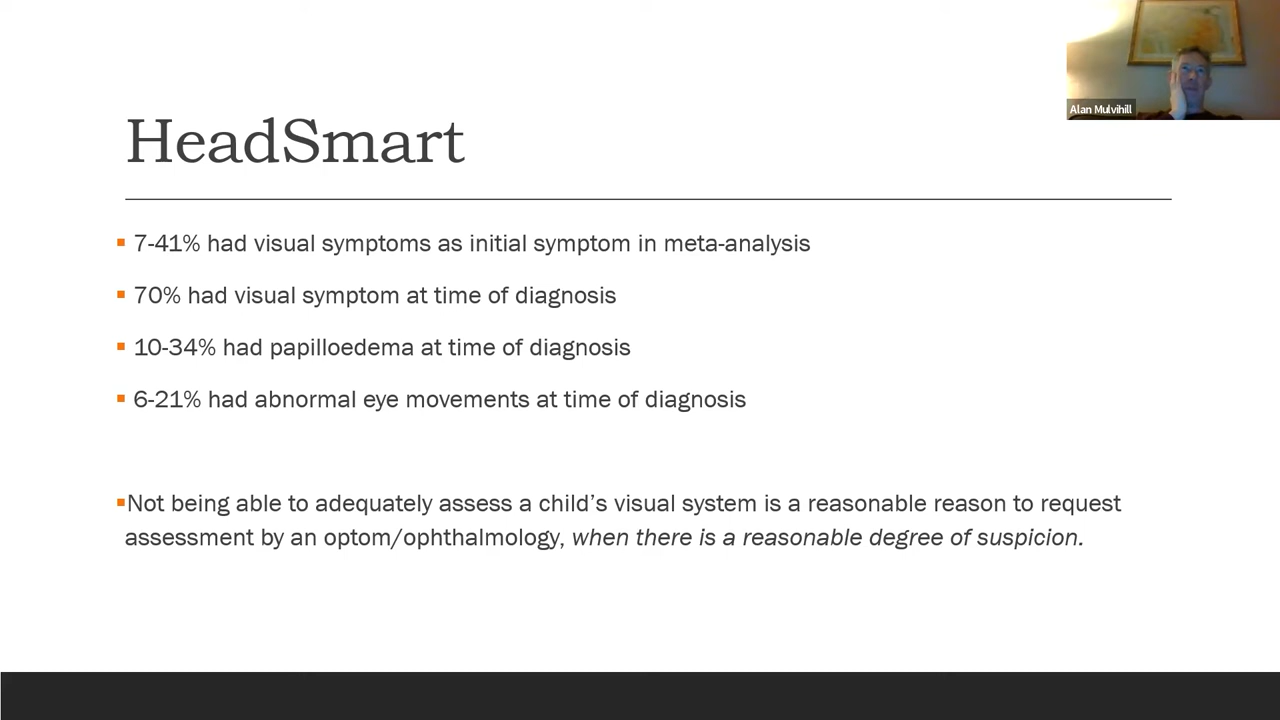 Alan Mulvihill
HeadSmart
7-41% had visual symptoms as initial symptom in meta-analysis
70% had visual symptom at time of diagnosis
10-34% had papilloedema at time of diagnosis
6-21% had abnormal eye movements at time of diagnosis
Not being able to adequately assess a child’s visual system is a reasonable reason to request
assessment by an optom/ophthalmology, when there is a reasonable degree of suspicion.